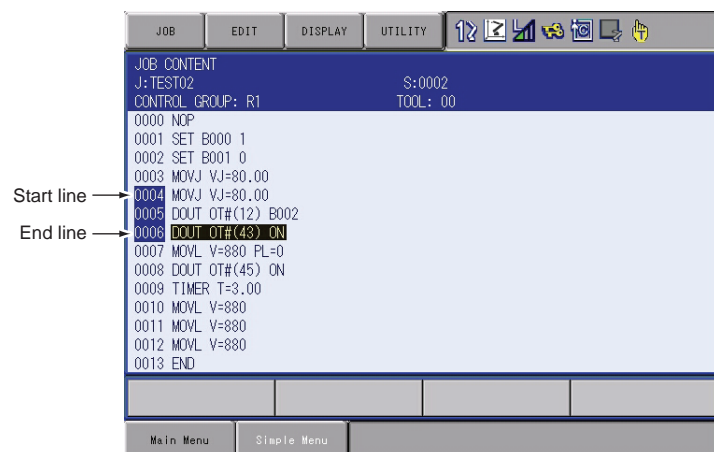 JOB EDIT DISPLAY UTILITY
JOB CONTENT
J:TEST02 S:0002
CONTROL GROUP: R1 TOOL: 00
0000 NOP
0001 SET B000 1
0002 SET B001 0
0003 MOVJ VJ=80.00
Start line 0004 MOVJ VJ=80.00
0005 DOUT OT#(12) B002
End line 0006 DOUT OT#(43) ON
0007 MOVL V=880 PL=0
0008 DOUT OT#(45) ON
0009 TIMER T=3.00
0010 MOVL V=880
0011 MOVL V=880
0012 MOVL V=880
0013 END
Main Menu Simple Menu